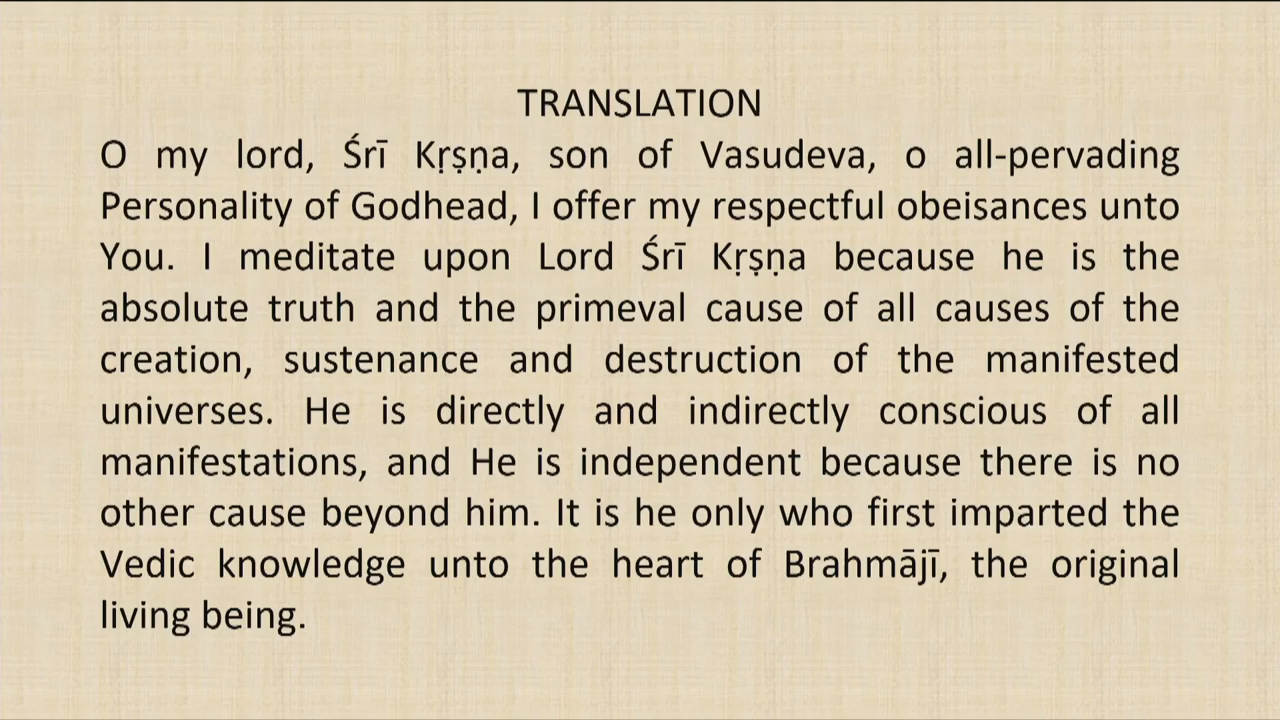 TRANSLATION
O my lord, Śrī Kṛṣṇa, son of Vasudeva, o all-pervading
Personality of Godhead, I offer my respectful obeisances unto
You. I meditate upon Lord Śrī Kṛṣṇa because he is the
absolute truth and the primeval cause of all causes of the
creation, sustenance and destruction of the manifested
universes. He is directly and indirectly conscious of all
manifestations, and He is independent because there is no
other cause beyond him. It is he only who first imparted the
Vedic knowledge unto the heart of Brahmājī, the original
living being.